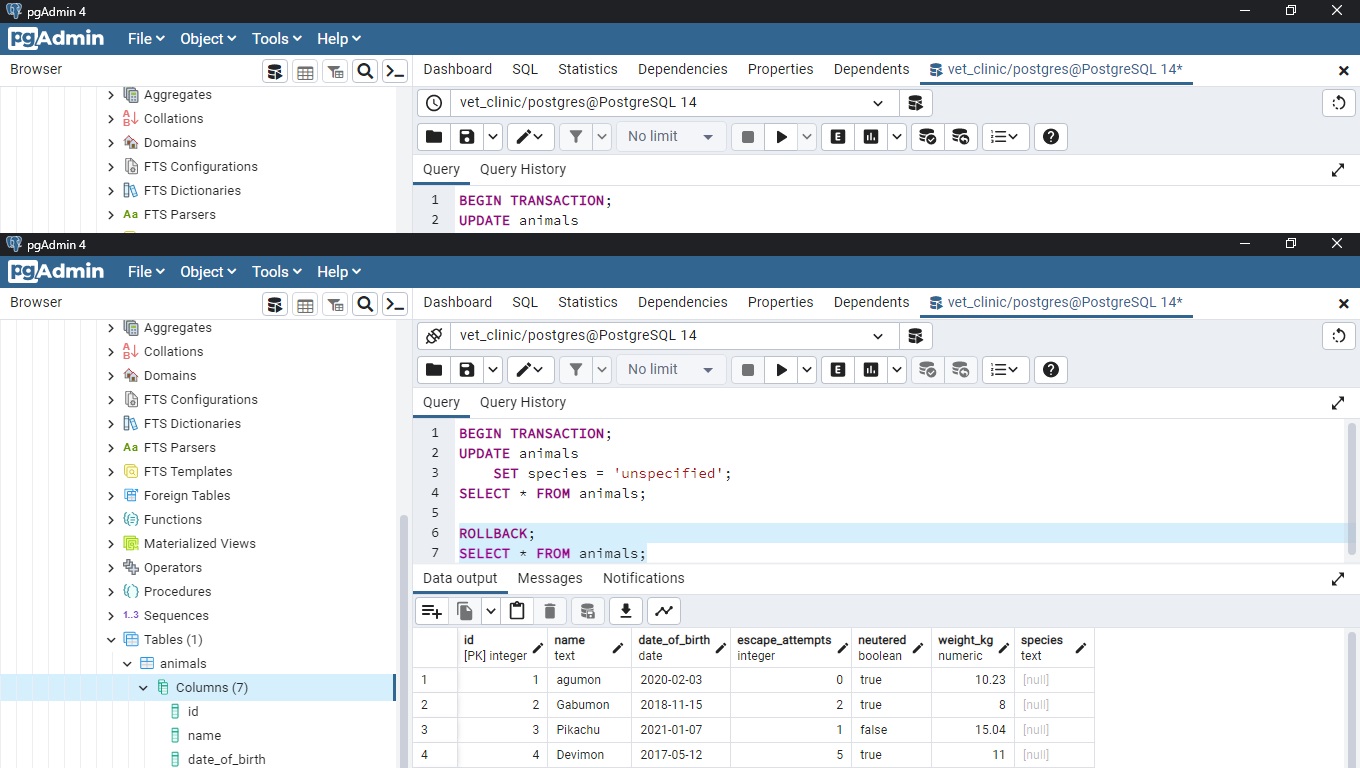 pgAdmin 4
pgAdmin File Object Tools Help
Browser
Dashboard SQL Statistics Dependencies Properties Dependents vet_clinic/postgres@PostgreSQL 14*
Aggregates
vet_clinic/postgres@PostgreSQL 14
Collations
Domains
No limit E
FTS Configurations
Query Query History
FTS Dictionaries
1 BEGIN TRANSACTION;
Aa FTS Parsers
2 UPDATE animals
pgAdmin 4
pgAdmin File Object Tools Help
Browser
Dashboard SQL Statistics Dependencies Properties Dependents vet_clinic/postgres@PostgreSQL 14*
Aggregates
Collations
Domains
FTS Configurations
FTS Dictionaries
Aa FTS Parsers
FTS Templates
Foreign Tables
Functions
Materialized Views
Operators
Procedures
1..3 Sequences
Tables (1)
animals
Columns (7)
id
name
date_of_birth
vet_clinic/postgres@PostgreSQL 14
No limit E
Query Query History
1 BEGIN TRANSACTION;
2 UPDATE animals
3 SET species = 'unspecified';
4 SELECT * FROM animals;
5
6 ROLLBACK;
7 SELECT * FROM animals;
Data output Messages Notifications
id name date_of_birth escape_attempts neutered weight_kg species
[PK] integer text date integer boolean numeric text
1 1 agumon 2020-02-03 0 true 10.23 [null]
2 2 Gabumon 2018-11-15 2 true 8 [null]
3 3 Pikachu 2021-01-07 1 false 15.04 [null]
4 4 Devimon 2017-05-12 5 true 11 [null]